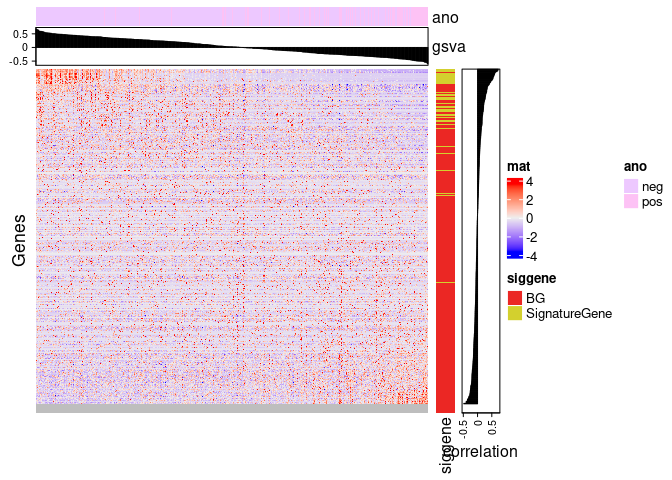 ano
0.5
0
-0.5
gsva
Genes
mat
4
2
0
-2
-4
siggene
BG
SignatureGene
ano
neg
pos
-0.5
0
0.5
siggene
orrelation